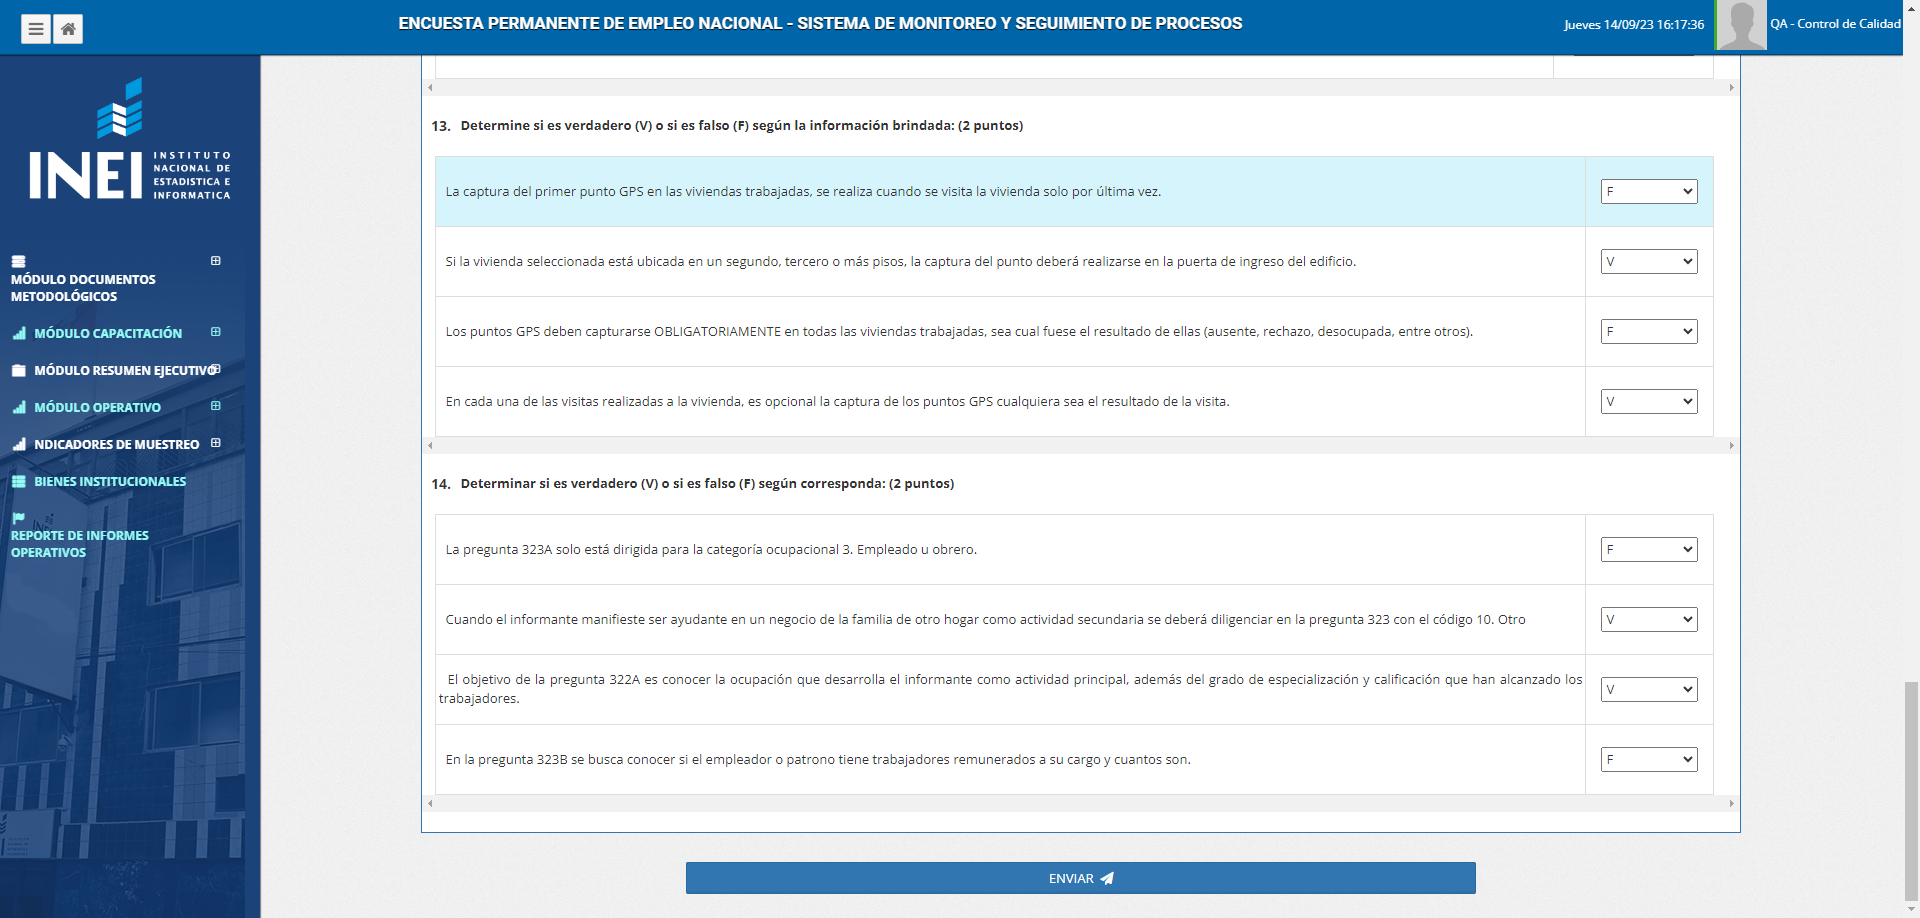 ENCUESTA PERMANENTE DE EMPLEO NACIONAL - SISTEMA DE MONITOREO Y SEGUIMIENTO DE PROCESOS
Jueves 14/09/23 16:17:36
QA - Control de Calidad
INEI
INSTITUTO
NACIONAL DE
ESTADISTICA E
INFORMATICA
MÓDULO DOCUMENTOS
METODOLÓGICOS
MÓDULO CAPACITACIÓN
MÓDULO RESUMEN EJECUTIVO
MÓDULO OPERATIVO
NDICADORES DE MUESTREO
BIENES INSTITUCIONALES
REPORTE DE INFORMES
OPERATIVOS
13. Determine si es verdadero (V) o si es falso (F) según la información brindada: (2 puntos)
La captura del primer punto GPS en las viviendas trabajadas, se realiza cuando se visita la vivienda solo por última vez. F
Si la vivienda seleccionada está ubicada en un segundo, tercero o más pisos, la captura del punto deberá realizarse en la puerta de ingreso del edificio. V
Los puntos GPS deben capturarse OBLIGATORIAMENTE en todas las viviendas trabajadas, sea cual fuese el resultado de ellas (ausente, rechazo, desocupada, entre otros). F
En cada una de las visitas realizadas a la vivienda, es opcional la captura de los puntos GPS cualquiera sea el resultado de la visita. V
14. Determinar si es verdadero (V) o si es falso (F) según corresponda: (2 puntos)
La pregunta 323A solo está dirigida para la categoría ocupacional 3. Empleado u obrero. F
Cuando el informante manifieste ser ayudante en un negocio de la familia de otro hogar como actividad secundaria se deberá diligenciar en la pregunta 323 con el código 10. Otro V
El objetivo de la pregunta 322A es conocer la ocupación que desarrolla el informante como actividad principal, además del grado de especialización y calificación que han alcanzado los
trabajadores. V
En la pregunta 323B se busca conocer si el empleador o patrono tiene trabajadores remunerados a su cargo y cuantos son. F
ENVIAR